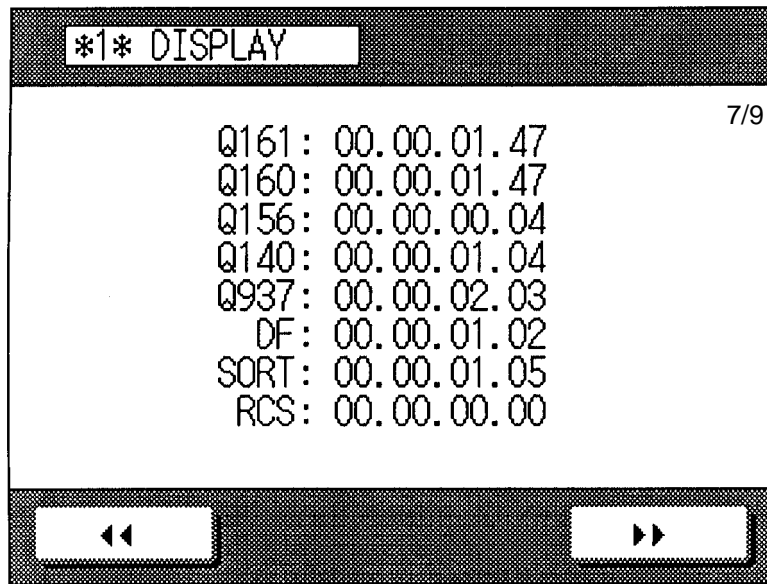 *1* DISPLAY
7/9
Q161: 00.00.01.47
Q160: 00.00.01.47
Q156: 00.00.00.04
Q140: 00.00.01.04
Q937: 00.00.02.03
DF: 00.00.01.02
SORT: 00.00.01.05
RCS: 00.00.00.00